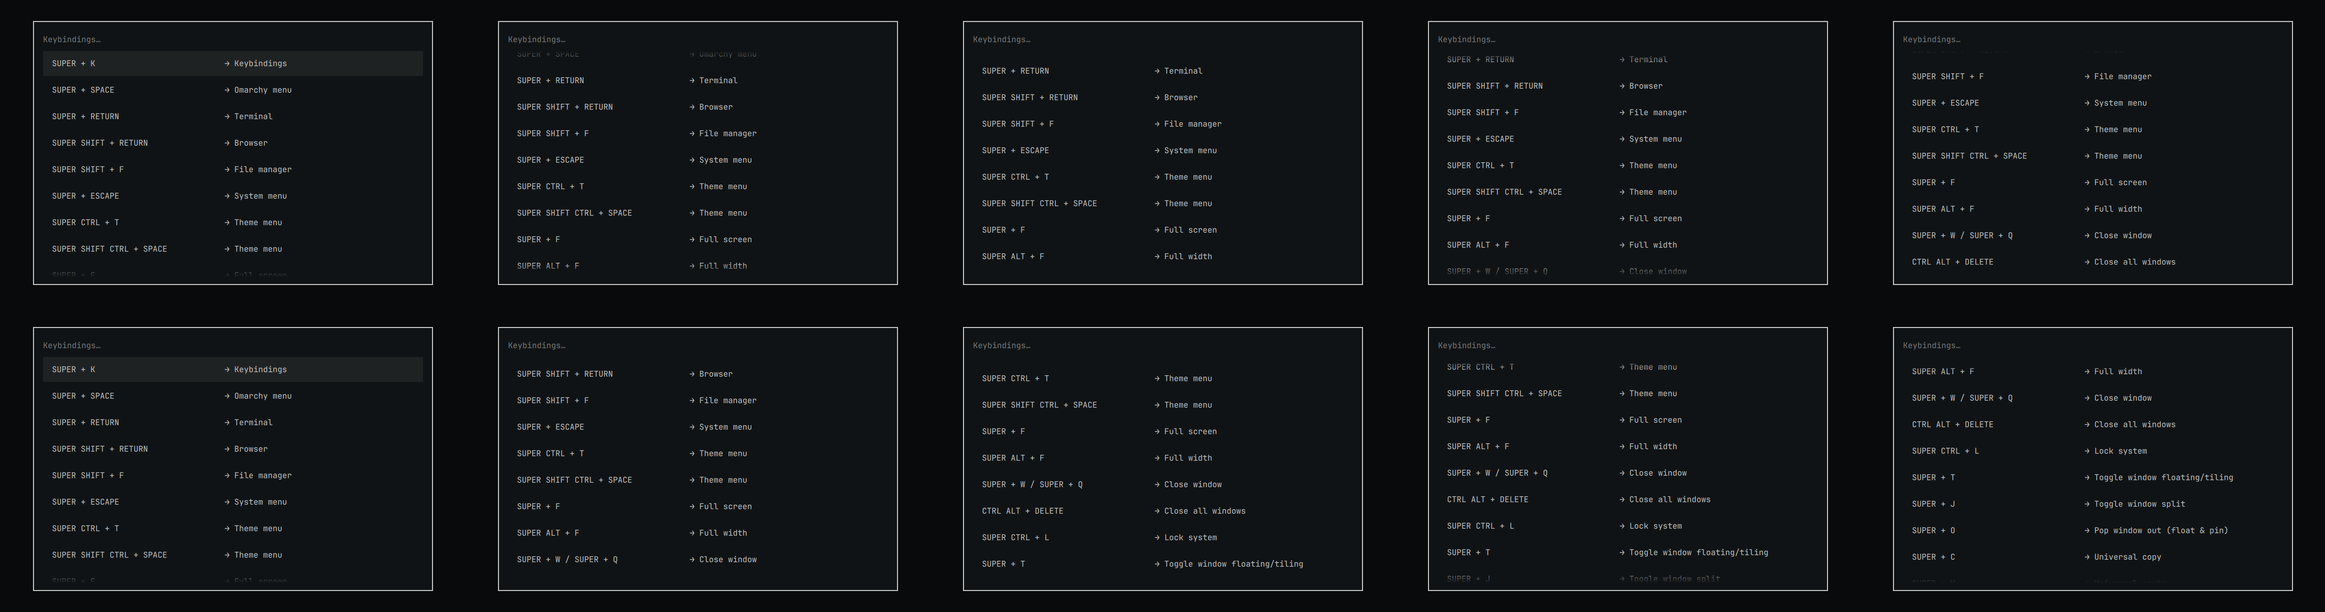 Keybindings…
SUPER + K → Keybindings
SUPER + SPACE → Omarchy menu
SUPER + RETURN → Terminal
SUPER SHIFT + RETURN → Browser
SUPER SHIFT + F → File manager
SUPER + ESCAPE → System menu
SUPER CTRL + T → Theme menu
SUPER SHIFT CTRL + SPACE → Theme menu
SUPER + F → Full screen
Keybindings…
SUPER + SPACE → Omarchy menu
SUPER + RETURN → Terminal
SUPER SHIFT + RETURN → Browser
SUPER SHIFT + F → File manager
SUPER + ESCAPE → System menu
SUPER CTRL + T → Theme menu
SUPER SHIFT CTRL + SPACE → Theme menu
SUPER + F → Full screen
SUPER ALT + F → Full width
Keybindings…
SUPER + RETURN → Terminal
SUPER SHIFT + RETURN → Browser
SUPER SHIFT + F → File manager
SUPER + ESCAPE → System menu
SUPER CTRL + T → Theme menu
SUPER SHIFT CTRL + SPACE → Theme menu
SUPER + F → Full screen
SUPER ALT + F → Full width
Keybindings…
SUPER + RETURN → Terminal
SUPER SHIFT + RETURN → Browser
SUPER SHIFT + F → File manager
SUPER + ESCAPE → System menu
SUPER CTRL + T → Theme menu
SUPER SHIFT CTRL + SPACE → Theme menu
SUPER + F → Full screen
SUPER ALT + F → Full width
SUPER + W / SUPER + Q → Close window
Keybindings…
SUPER SHIFT + F → File manager
SUPER + ESCAPE → System menu
SUPER CTRL + T → Theme menu
SUPER SHIFT CTRL + SPACE → Theme menu
SUPER + F → Full screen
SUPER ALT + F → Full width
SUPER + W / SUPER + Q → Close window
CTRL ALT + DELETE → Close all windows
Keybindings…
SUPER + K → Keybindings
SUPER + SPACE → Omarchy menu
SUPER + RETURN → Terminal
SUPER SHIFT + RETURN → Browser
SUPER SHIFT + F → File manager
SUPER + ESCAPE → System menu
SUPER CTRL + T → Theme menu
SUPER SHIFT CTRL + SPACE → Theme menu
SUPER + F → Full screen
Keybindings…
SUPER SHIFT + RETURN → Browser
SUPER SHIFT + F → File manager
SUPER + ESCAPE → System menu
SUPER CTRL + T → Theme menu
SUPER SHIFT CTRL + SPACE → Theme menu
SUPER + F → Full screen
SUPER ALT + F → Full width
SUPER + W / SUPER + Q → Close window
Keybindings…
SUPER CTRL + T → Theme menu
SUPER SHIFT CTRL + SPACE → Theme menu
SUPER + F → Full screen
SUPER ALT + F → Full width
SUPER + W / SUPER + Q → Close window
CTRL ALT + DELETE → Close all windows
SUPER CTRL + L → Lock system
SUPER + T → Toggle window floating/tiling
Keybindings…
SUPER CTRL + T → Theme menu
SUPER SHIFT CTRL + SPACE → Theme menu
SUPER + F → Full screen
SUPER ALT + F → Full width
SUPER + W / SUPER + Q → Close window
CTRL ALT + DELETE → Close all windows
SUPER CTRL + L → Lock system
SUPER + T → Toggle window floating/tiling
SUPER + J → Toggle window split
Keybindings…
SUPER ALT + F → Full width
SUPER + W / SUPER + Q → Close window
CTRL ALT + DELETE → Close all windows
SUPER CTRL + L → Lock system
SUPER + T → Toggle window floating/tiling
SUPER + J → Toggle window split
SUPER + O → Pop window out (float & pin)
SUPER + C → Universal copy